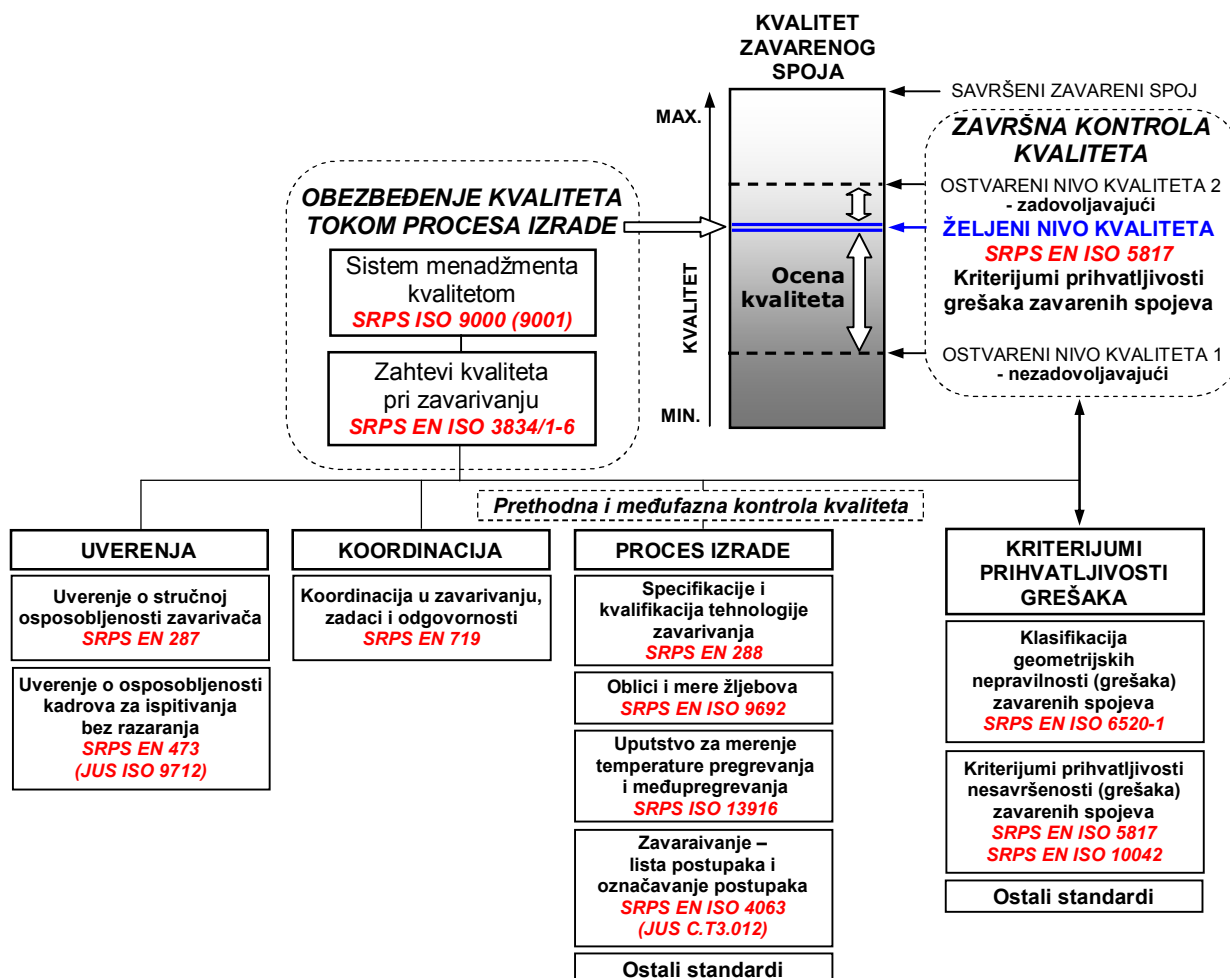 KVALITET
ZAVARENOG
SPOJA
MAX.
KVALITET
MIN.
Ocena
kvaliteta
SAVRŠENI ZAVARENI SPOJ
ZAVRŠNA KONTROLA
KVALITETA
OSTVARENI NIVO KVALITETA 2
- zadovoljavajući
ŽELJENI NIVO KVALITETA
SRPS EN ISO 5817
Kriterijumi prihvatljivosti
grešaka zavarenih spojeva
OSTVARENI NIVO KVALITETA 1
- nezadovoljavajući
OBEZBEĐENJE KVALITETA
TOKOM PROCESA IZRADE
Sistem menadžmenta
kvalitetom
SRPS ISO 9000 (9001)
Zahtevi kvaliteta
pri zavarivanju
SRPS EN ISO 3834/1-6
Prethodna i međufazna kontrola kvaliteta
UVERENJA
Uverenje o stručnoj
osposobljenosti zavarivača
SRPS EN 287
Uverenje o osposobljenosti
kadrova za ispitivanja
bez razaranja
SRPS EN 473
(JUS ISO 9712)
KOORDINACIJA
Koordinacija u zavarivanju,
zadaci i odgovornosti
SRPS EN 719
PROCES IZRADE
Specifikacije i
kvalifikacija tehnologije
zavarivanja
SRPS EN 288
Oblici i mere žljebova
SRPS EN ISO 9692
Uputstvo za merenje
temperature pregrevanja
i međupregrevanja
SRPS ISO 13916
Zavaraivanje –
lista postupaka i
označavanje postupaka
SRPS EN ISO 4063
(JUS C.T3.012)
Ostali standardi
KRITERIJUMI
PRIHVATLJIVOSTI
GREŠAKA
Klasifikacija
geometrijskih
nepravilnosti (grešaka)
zavarenih spojeva
SRPS EN ISO 6520-1
Kriterijumi prihvatljivosti
nesavršenosti (grešaka)
zavarenih spojeva
SRPS EN ISO 5817
SRPS EN ISO 10042
Ostali standardi